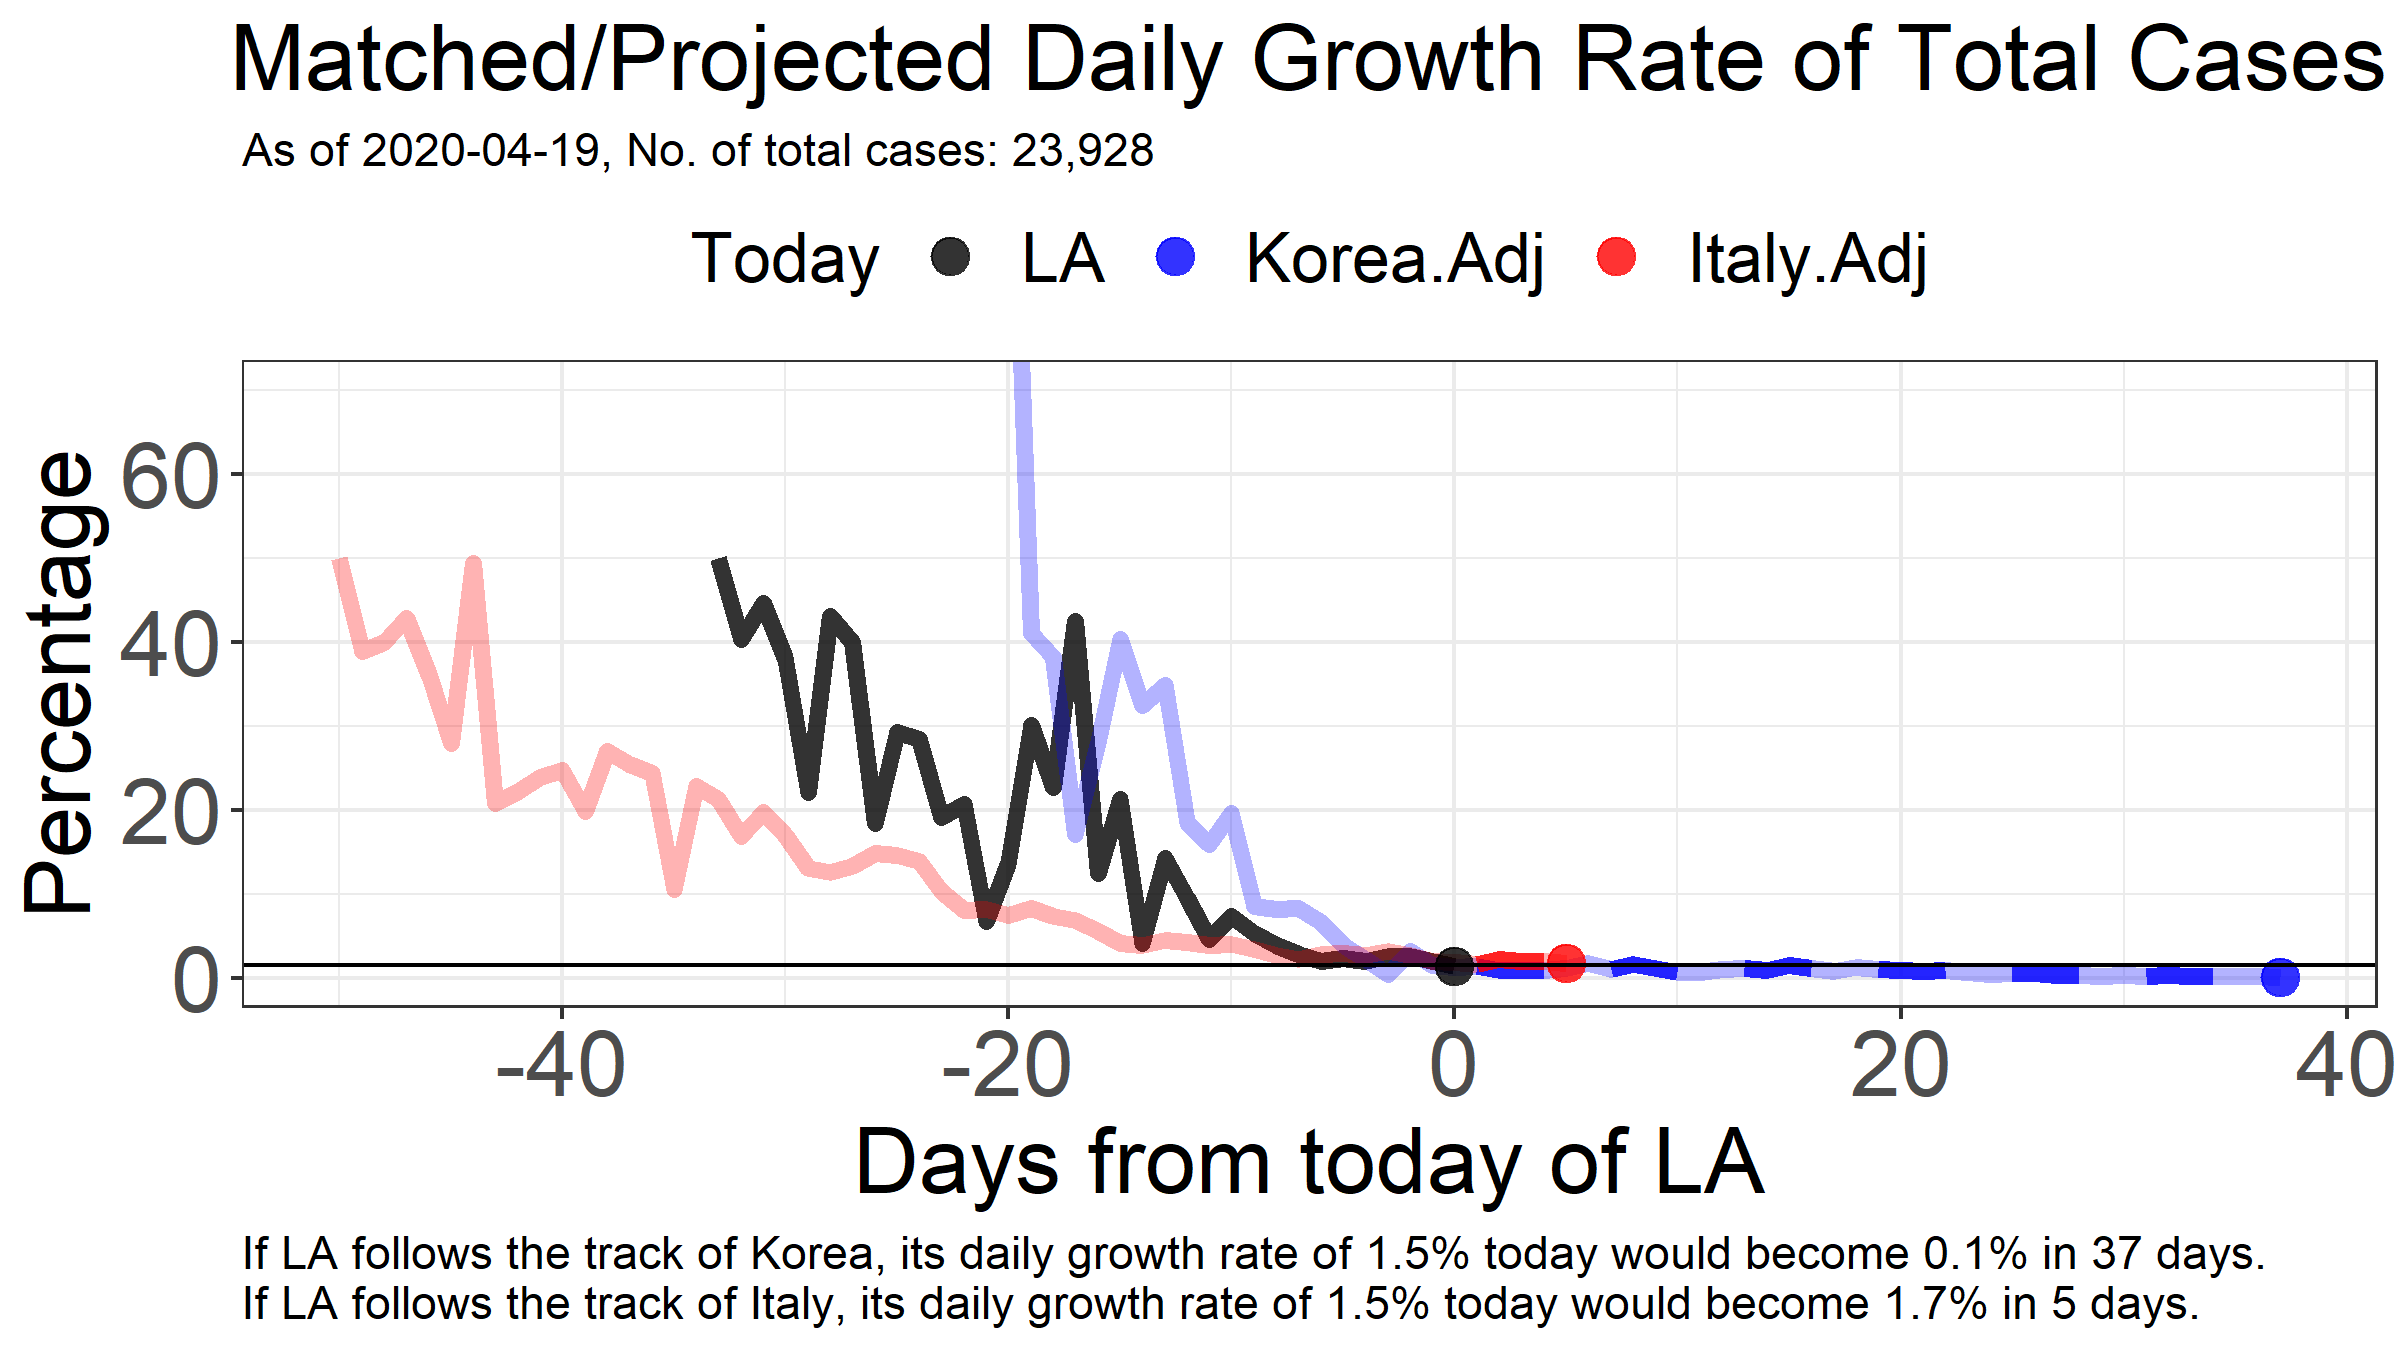 Matched/Projected Daily Growth Rate of Total Cases
As of 2020-04-19, No. of total cases: 23,928
Today LA Korea.Adj Italy.Adj
Percentage
60
40
20
0
-40 -20 0 20 40
Days from today of LA
If LA follows the track of Korea, its daily growth rate of 1.5% today would become 0.1% in 37 days.
If LA follows the track of Italy, its daily growth rate of 1.5% today would become 1.7% in 5 days.